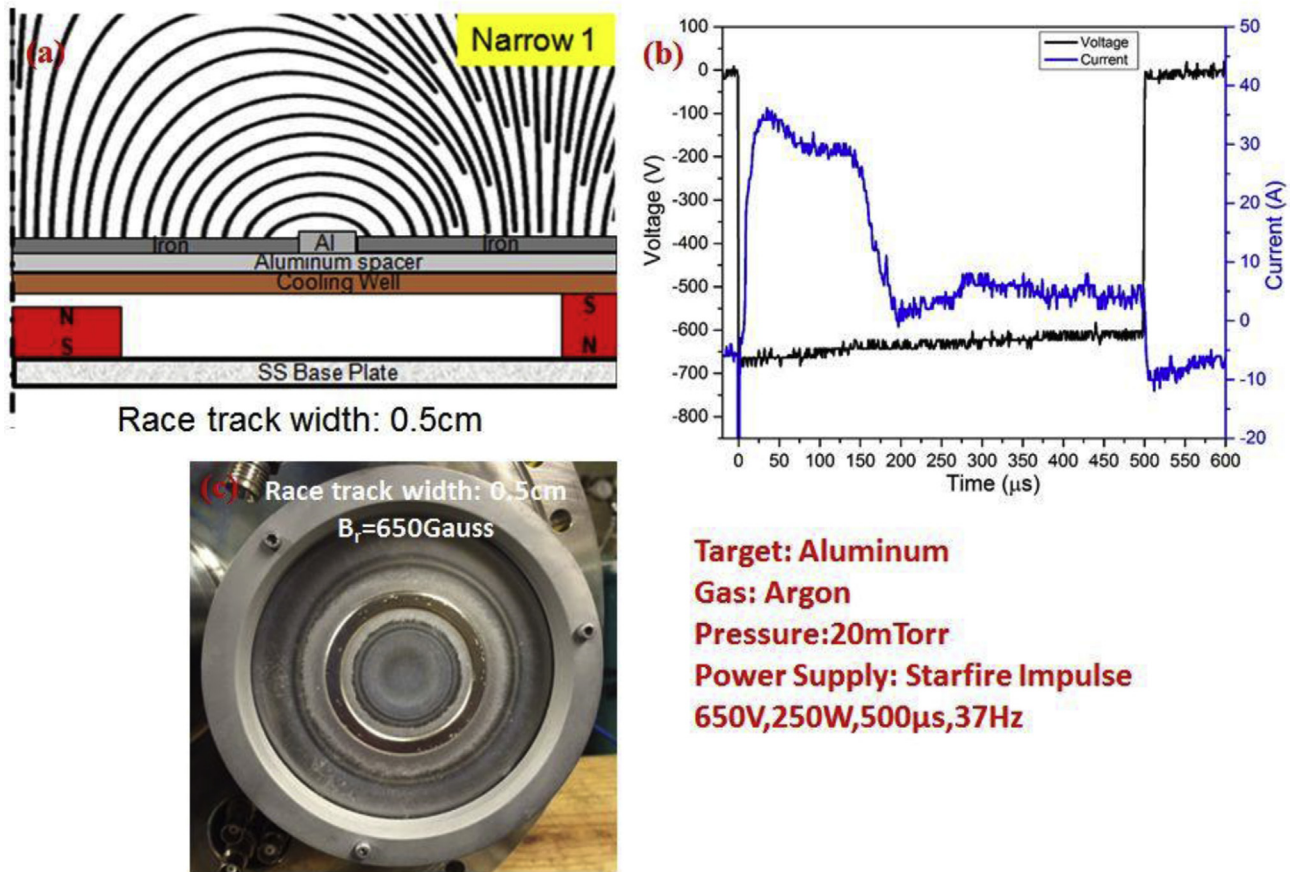 (a)
Narrow 1
Iron
Al
Iron
Aluminum spacer
Cooling Well
N
S
S
N
SS Base Plate
Race track width: 0.5cm
(b)
Voltage
Current
100
0
-100
-200
-300
-400
-500
-600
-700
-800
Voltage (V)
50
40
30
20
10
0
-10
-20
Current (A)
0 50 100 150 200 250 300 350 400 450 500 550 600
Time (µs)
(c)
Race track width: 0.5cm
Br=650Gauss
Target: Aluminum
Gas: Argon
Pressure:20mTorr
Power Supply: Starfire Impulse
650V,250W,500µs,37Hz